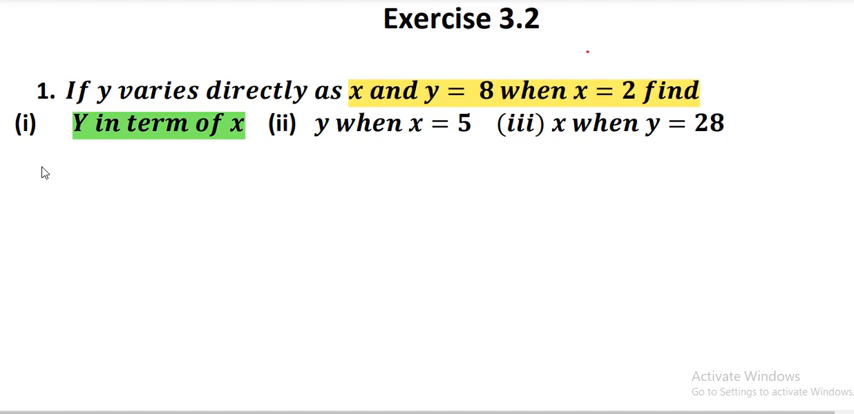 Exercise 3.2
1. If y varies directly as x and y = 8 when x = 2 find
(i) Y in term of x (ii) y when x = 5 (iii) x when y = 28
Activate Windows
Go to Settings to activate Windows.